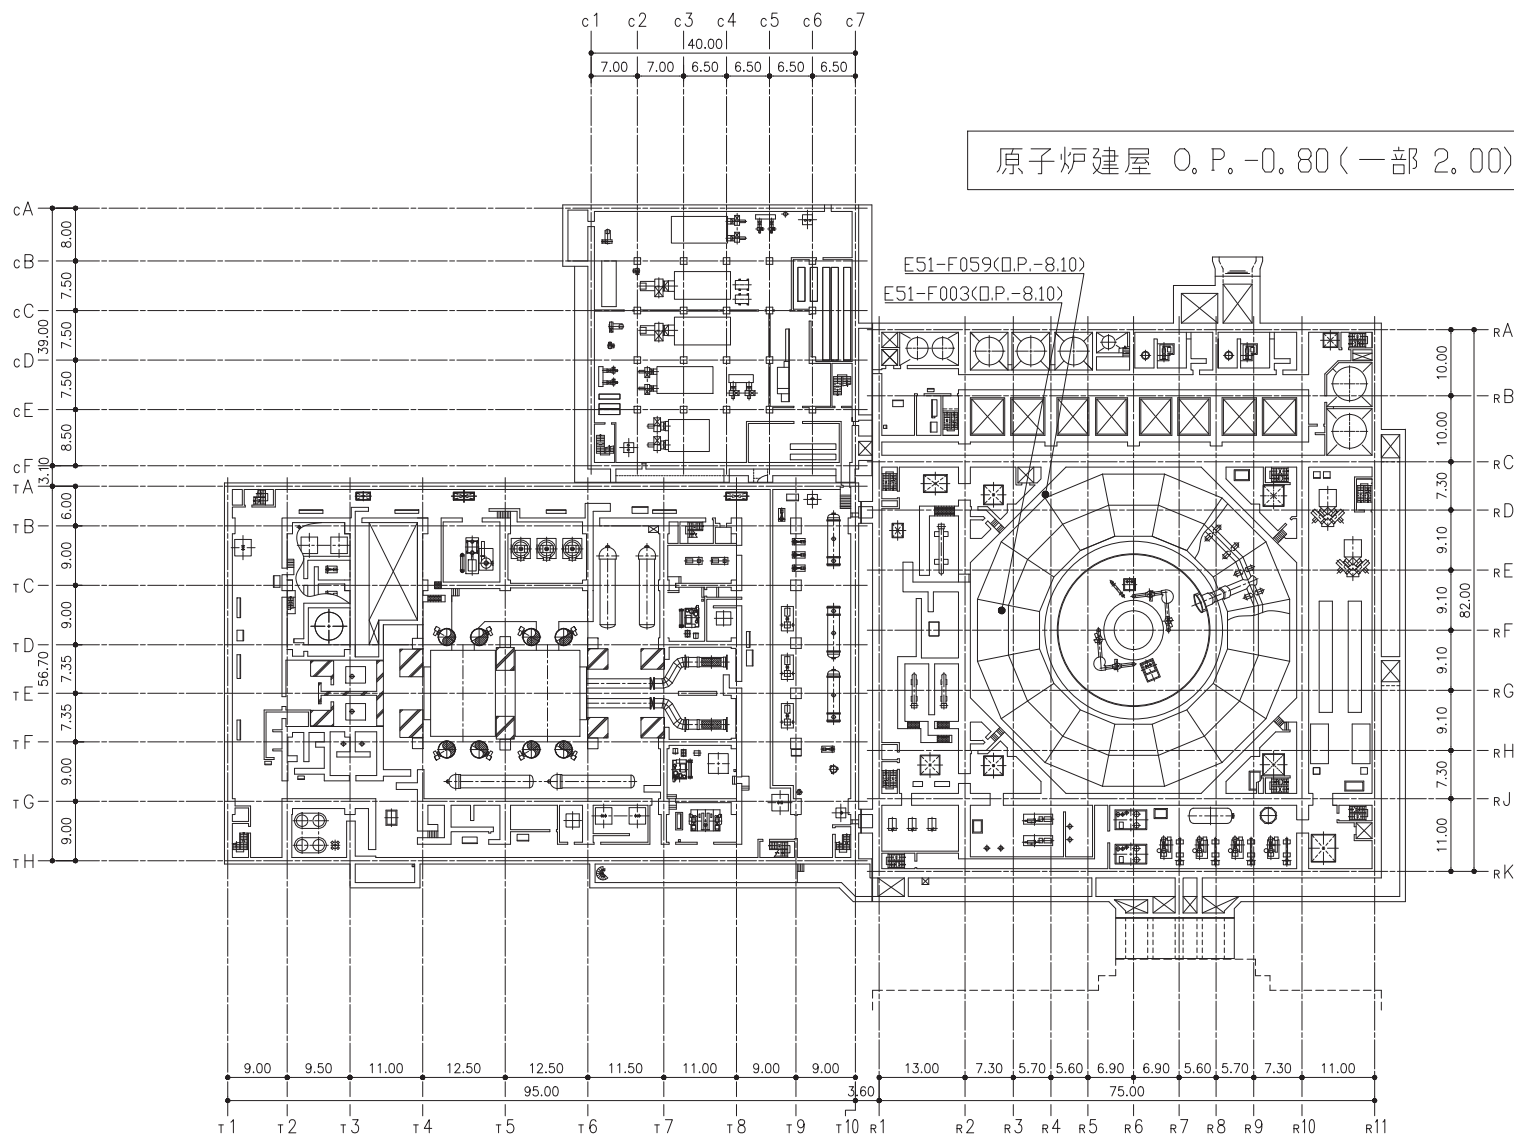 c1 c2 c3 c4 c5 c6 c7
40.00
7.00 7.00 6.50 6.50 6.50 6.50
原子炉建屋 O.P.-0.80(一部 2.00)
cA
8.00
cB
7.50
cC
39.00
7.50
cD
7.50
cE
8.50
cF
3.10
TA
6.00
TB
9.00
TC
9.00
TD
56.70
7.35
TE
7.35
TF
9.00
TG
9.00
TH
E51-F059(O.P.-8.10)
E51-F003(O.P.-8.10)
RA
10.00
RB
10.00
RC
7.30
RD
9.10
RE
9.10
82.00
RF
9.10
RG
9.10
RH
7.30
RJ
11.00
RK
9.00 9.50 11.00 12.50 12.50 11.50 11.00 9.00 9.00 13.00 7.30 5.70 5.60 6.90 6.90 5.60 5.70 7.30 11.00
95.00 3.60 75.00
T1 T2 T3 T4 T5 T6 T7 T8 T9 T10 R1 R2 R3 R4 R5 R6 R7 R8 R9 R10 R11